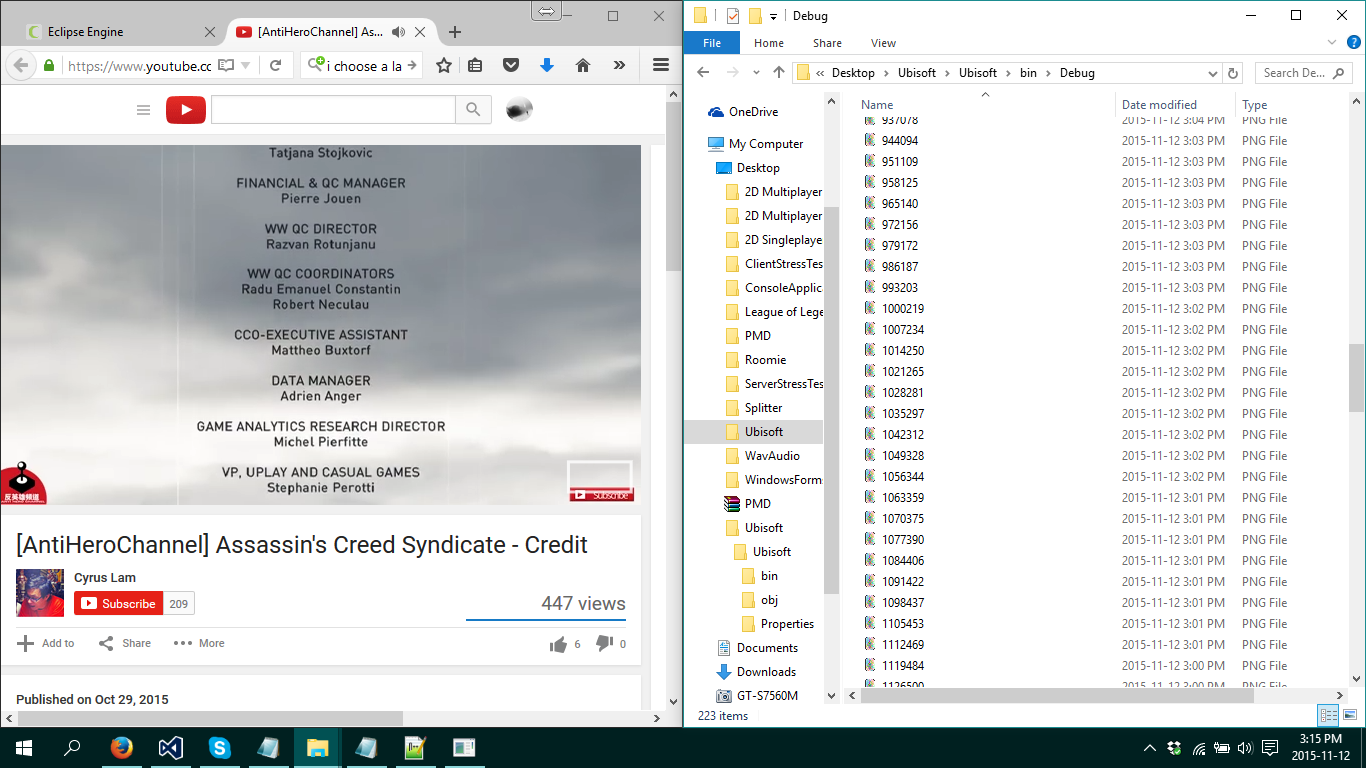 Eclipse Engine
[AntiHeroChannel] As...
https://www.youtube.cc
i choose a la
Tatjana Stojkovic
FINANCIAL & QC MANAGER
Pierre Jouen
WW QC DIRECTOR
Razvan Rotunjanu
WW QC COORDINATORS
Radu Emanuel Constantin
Robert Neculau
CCO-EXECUTIVE ASSISTANT
Mattheo Buxtorf
DATA MANAGER
Adrien Anger
GAME ANALYTICS RESEARCH DIRECTOR
Michel Pierfitte
VP, UPLAY AND CASUAL GAMES
Stephanie Perotti
反英雄頻道
Subscribe
[AntiHeroChannel] Assassin's Creed Syndicate - Credit
Cyrus Lam
Subscribe 209
447 views
Add to Share More 6 0
Published on Oct 29, 2015
Debug
File Home Share View
« Desktop Ubisoft Ubisoft bin Debug
Search De...
OneDrive
My Computer
Desktop
2D Multiplayer
2D Multiplayer
2D Singleplaye
ClientStressTes
ConsoleApplica
League of Lege
PMD
Roomie
ServerStressTes
Splitter
Ubisoft
WavAudio
WindowsForm
PMD
Ubisoft
Ubisoft
bin
obj
Properties
Documents
Downloads
GT-S7560M
Name Date modified Type
937078 2015-11-12 3:04 PM PNG File
944094 2015-11-12 3:03 PM PNG File
951109 2015-11-12 3:03 PM PNG File
958125 2015-11-12 3:03 PM PNG File
965140 2015-11-12 3:03 PM PNG File
972156 2015-11-12 3:03 PM PNG File
979172 2015-11-12 3:03 PM PNG File
986187 2015-11-12 3:03 PM PNG File
993203 2015-11-12 3:03 PM PNG File
1000219 2015-11-12 3:02 PM PNG File
1007234 2015-11-12 3:02 PM PNG File
1014250 2015-11-12 3:02 PM PNG File
1021265 2015-11-12 3:02 PM PNG File
1028281 2015-11-12 3:02 PM PNG File
1035297 2015-11-12 3:02 PM PNG File
1042312 2015-11-12 3:02 PM PNG File
1049328 2015-11-12 3:02 PM PNG File
1056344 2015-11-12 3:02 PM PNG File
1063359 2015-11-12 3:01 PM PNG File
1070375 2015-11-12 3:01 PM PNG File
1077390 2015-11-12 3:01 PM PNG File
1084406 2015-11-12 3:01 PM PNG File
1091422 2015-11-12 3:01 PM PNG File
1098437 2015-11-12 3:01 PM PNG File
1105453 2015-11-12 3:01 PM PNG File
1112469 2015-11-12 3:01 PM PNG File
1119484 2015-11-12 3:00 PM PNG File
1126500 2015-11-12 3:00 PM PNG File
223 items
3:15 PM
2015-11-12